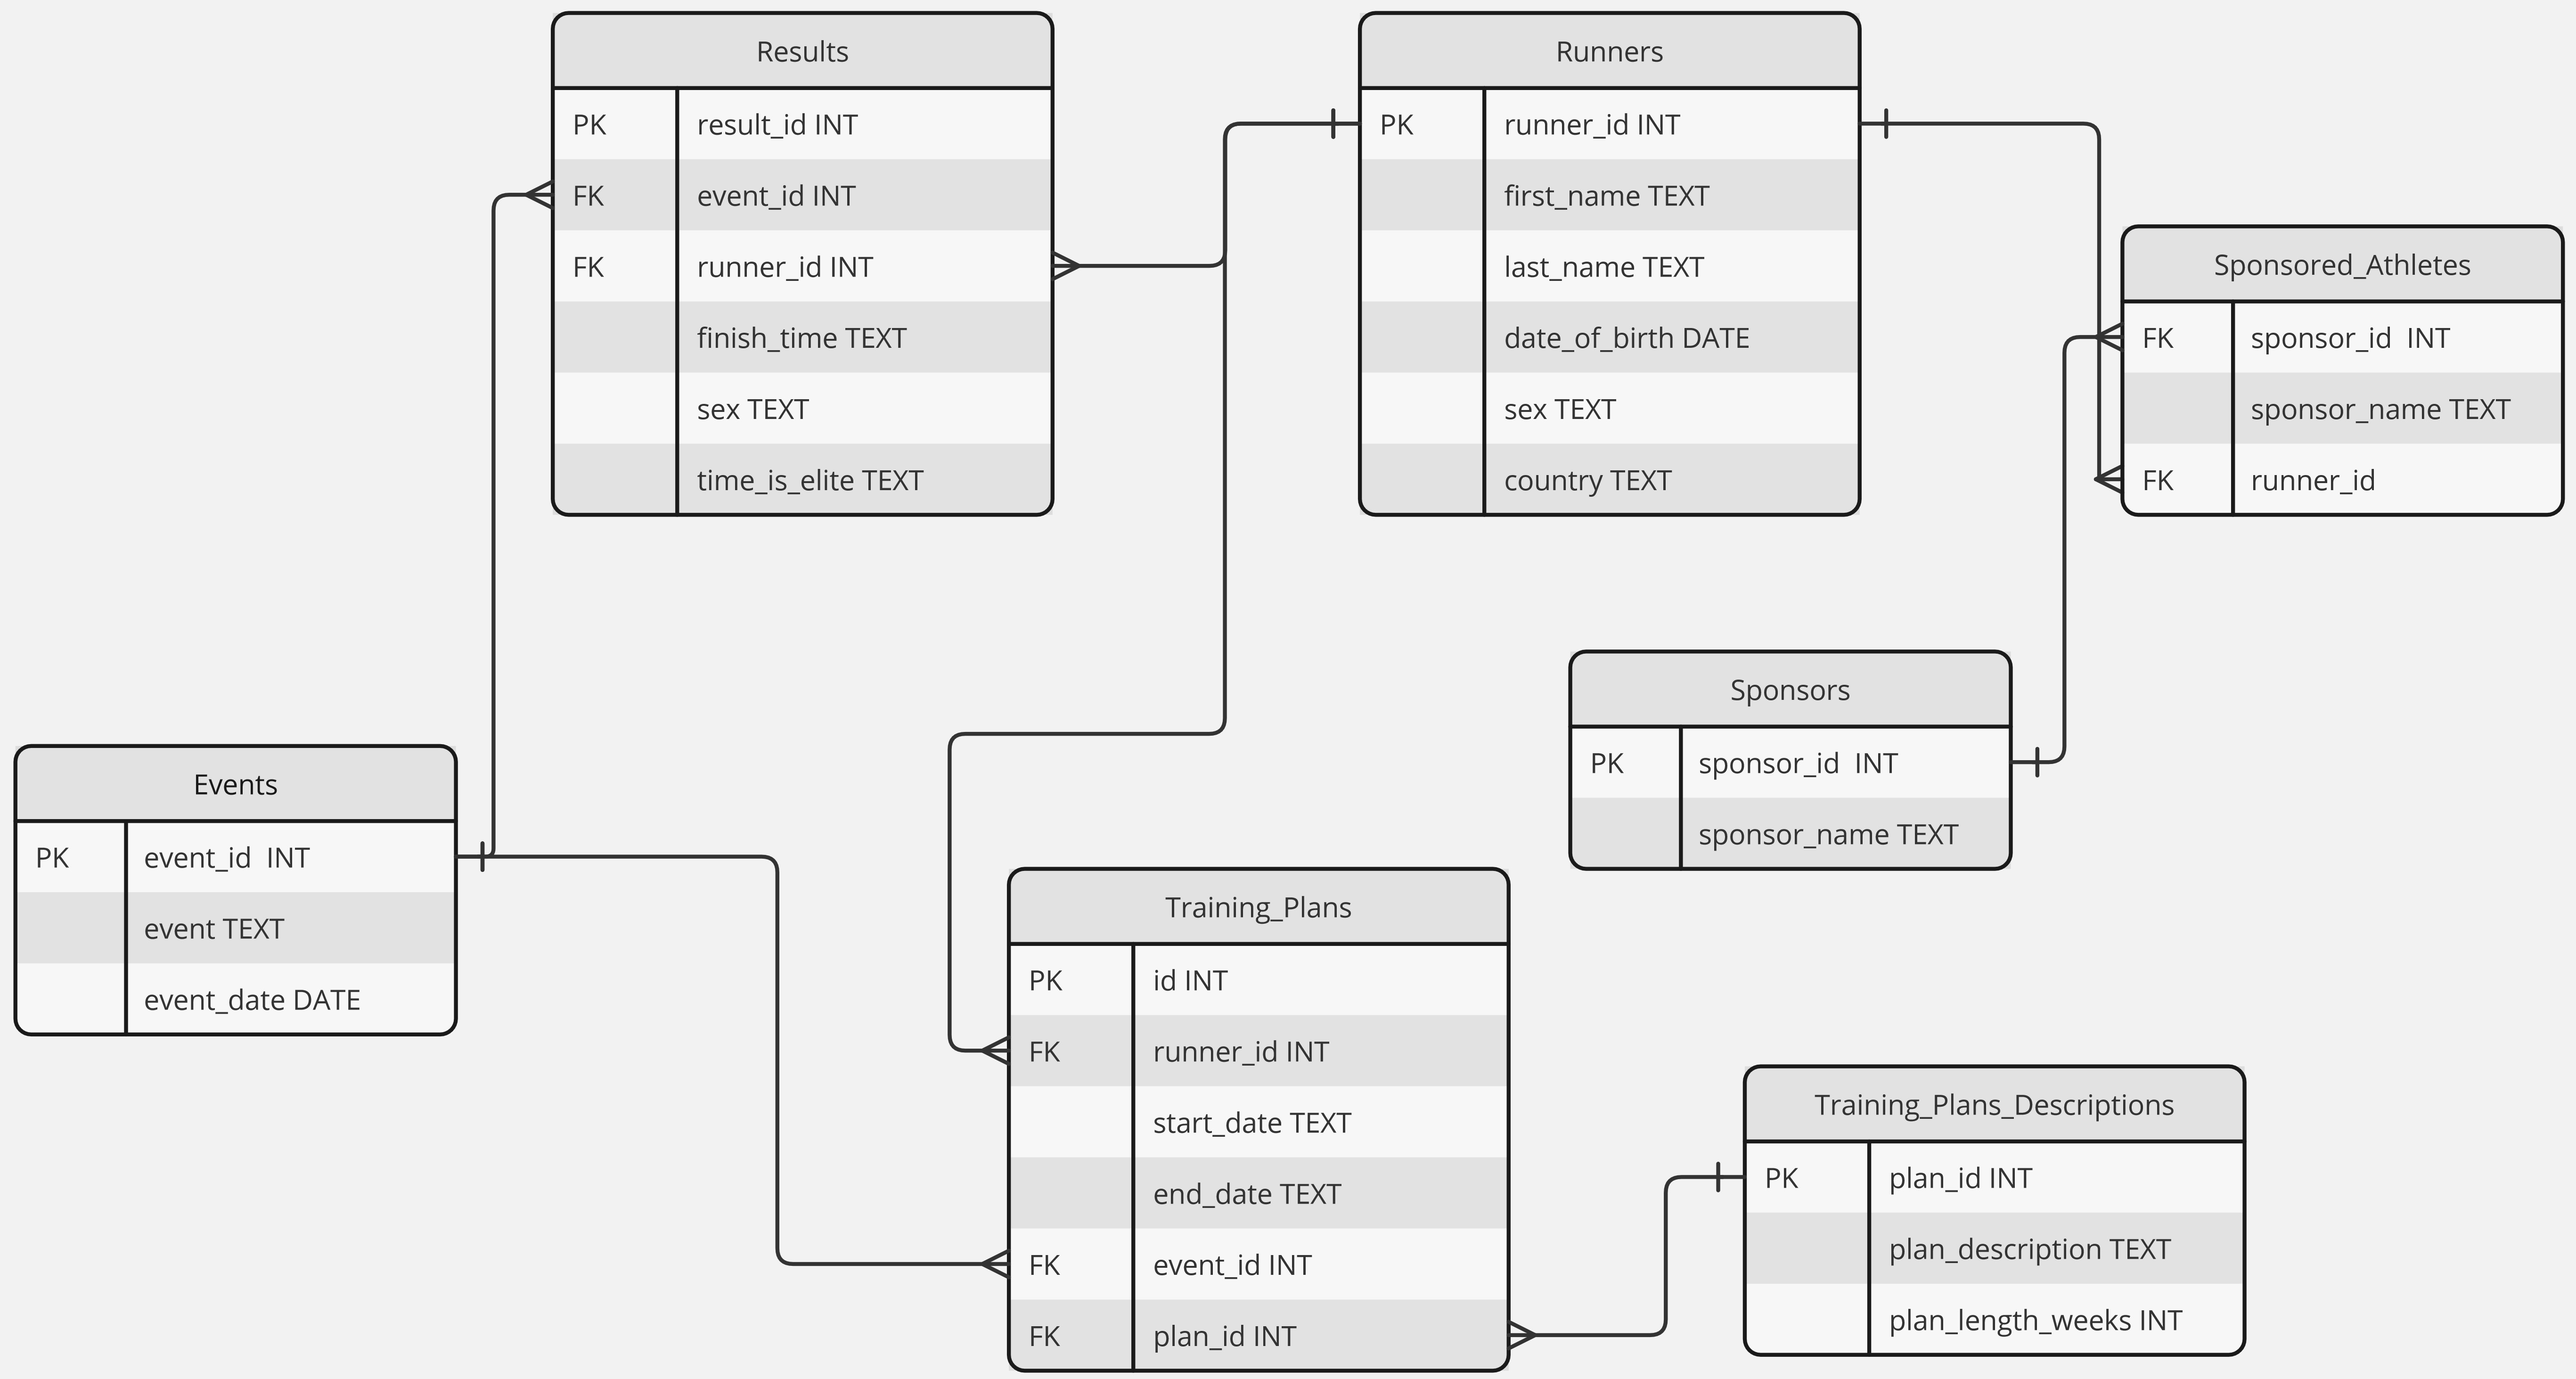 Results
PK result_id INT
FK event_id INT
FK runner_id INT
finish_time TEXT
sex TEXT
time_is_elite TEXT
Runners
PK runner_id INT
first_name TEXT
last_name TEXT
date_of_birth DATE
sex TEXT
country TEXT
Sponsored_Athletes
FK sponsor_id  INT
sponsor_name TEXT
FK runner_id
Sponsors
PK sponsor_id  INT
sponsor_name TEXT
Events
PK event_id  INT
event TEXT
event_date DATE
Training_Plans
PK id INT
FK runner_id INT
start_date TEXT
end_date TEXT
FK event_id INT
FK plan_id INT
Training_Plans_Descriptions
PK plan_id INT
plan_description TEXT
plan_length_weeks INT